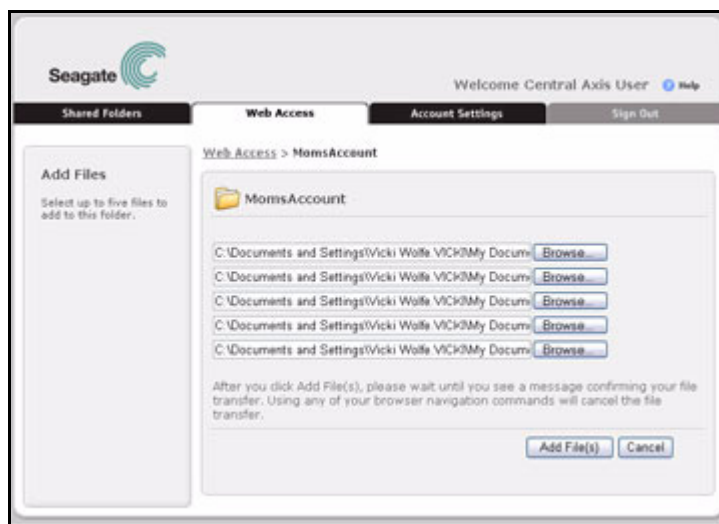 Seagate
Welcome Central Axis User Help
Shared Folders Web Access Account Settings Sign Out
Web Access > MomsAccount
Add Files
Select up to five files to
add to this folder.
MomsAccount
C:\Documents and Settings\Vicki Wolfe.VICKI\My Docume Browse...
C:\Documents and Settings\Vicki Wolfe.VICKI\My Docume Browse...
C:\Documents and Settings\Vicki Wolfe.VICKI\My Docume Browse...
C:\Documents and Settings\Vicki Wolfe.VICKI\My Docume Browse...
C:\Documents and Settings\Vicki Wolfe.VICKI\My Docume Browse...
After you click Add File(s), please wait until you see a message confirming your file
transfer. Using any of your browser navigation commands will cancel the file
transfer.
Add File(s) Cancel